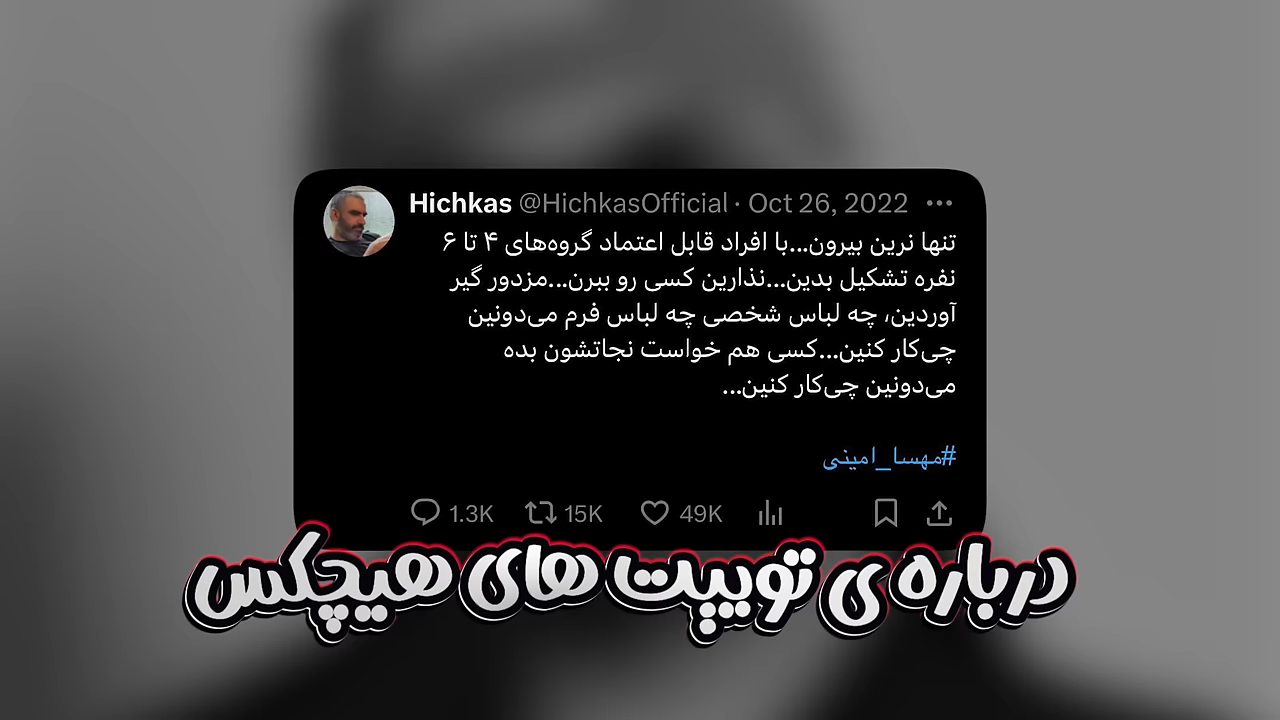 Hichkas @HichkasOfficial · Oct 26, 2022 ...
تنها نرین بیرون...با افراد قابل اعتماد گروه‌های ۴ تا ۶
نفره تشکیل بدین...نذارین کسی رو ببرن...مزدور گیر
آوردین، چه لباس شخصی چه لباس فرم می‌دونین
چی‌کار کنین...کسی هم خواست نجاتشون بده
می‌دونین چی‌کار کنین...
#مهسا_امینی
1.3K 15K 49K
درباره ی توییت های هیچکس